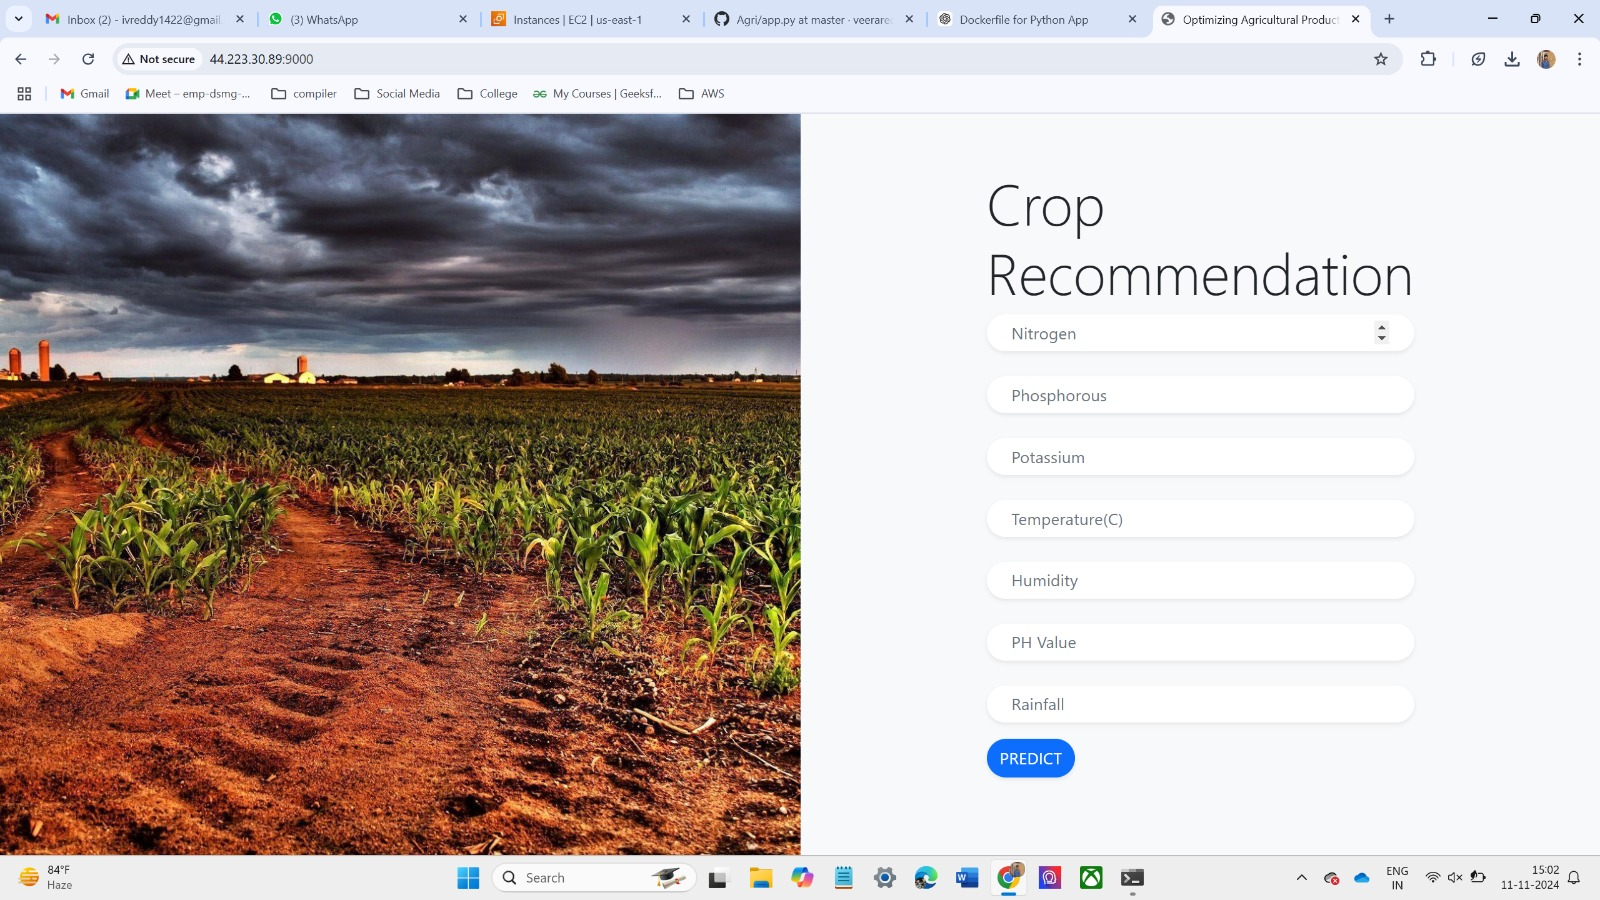 Inbox (2) - ivreddy1422@gmail.
(3) WhatsApp
Instances | EC2 | us-east-1
Agri/app.py at master · veerared
Dockerfile for Python App
Optimizing Agricultural Product
Not secure
44.223.30.89:9000
Gmail
Meet – emp-dsmg-...
compiler
Social Media
College
My Courses | Geeksf...
AWS
Crop
Recommendation
Nitrogen
Phosphorous
Potassium
Temperature(C)
Humidity
PH Value
Rainfall
PREDICT
84°F
Haze
Search
ENG
IN
15:02
11-11-2024